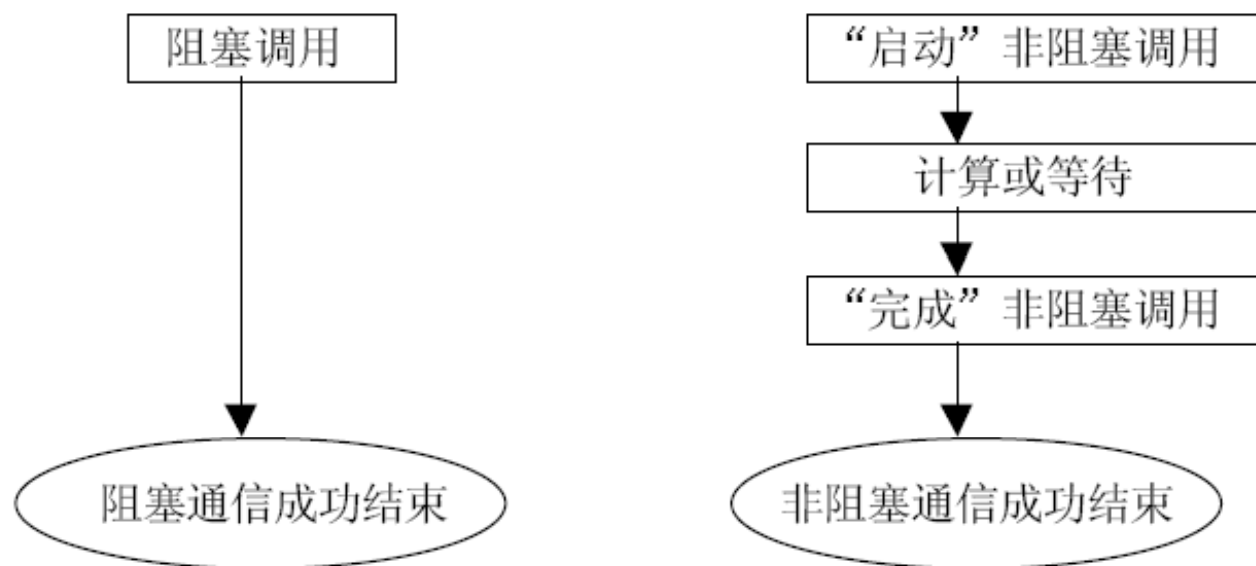 阻塞调用
阻塞通信成功结束
“启动”非阻塞调用
计算或等待
“完成”非阻塞调用
非阻塞通信成功结束